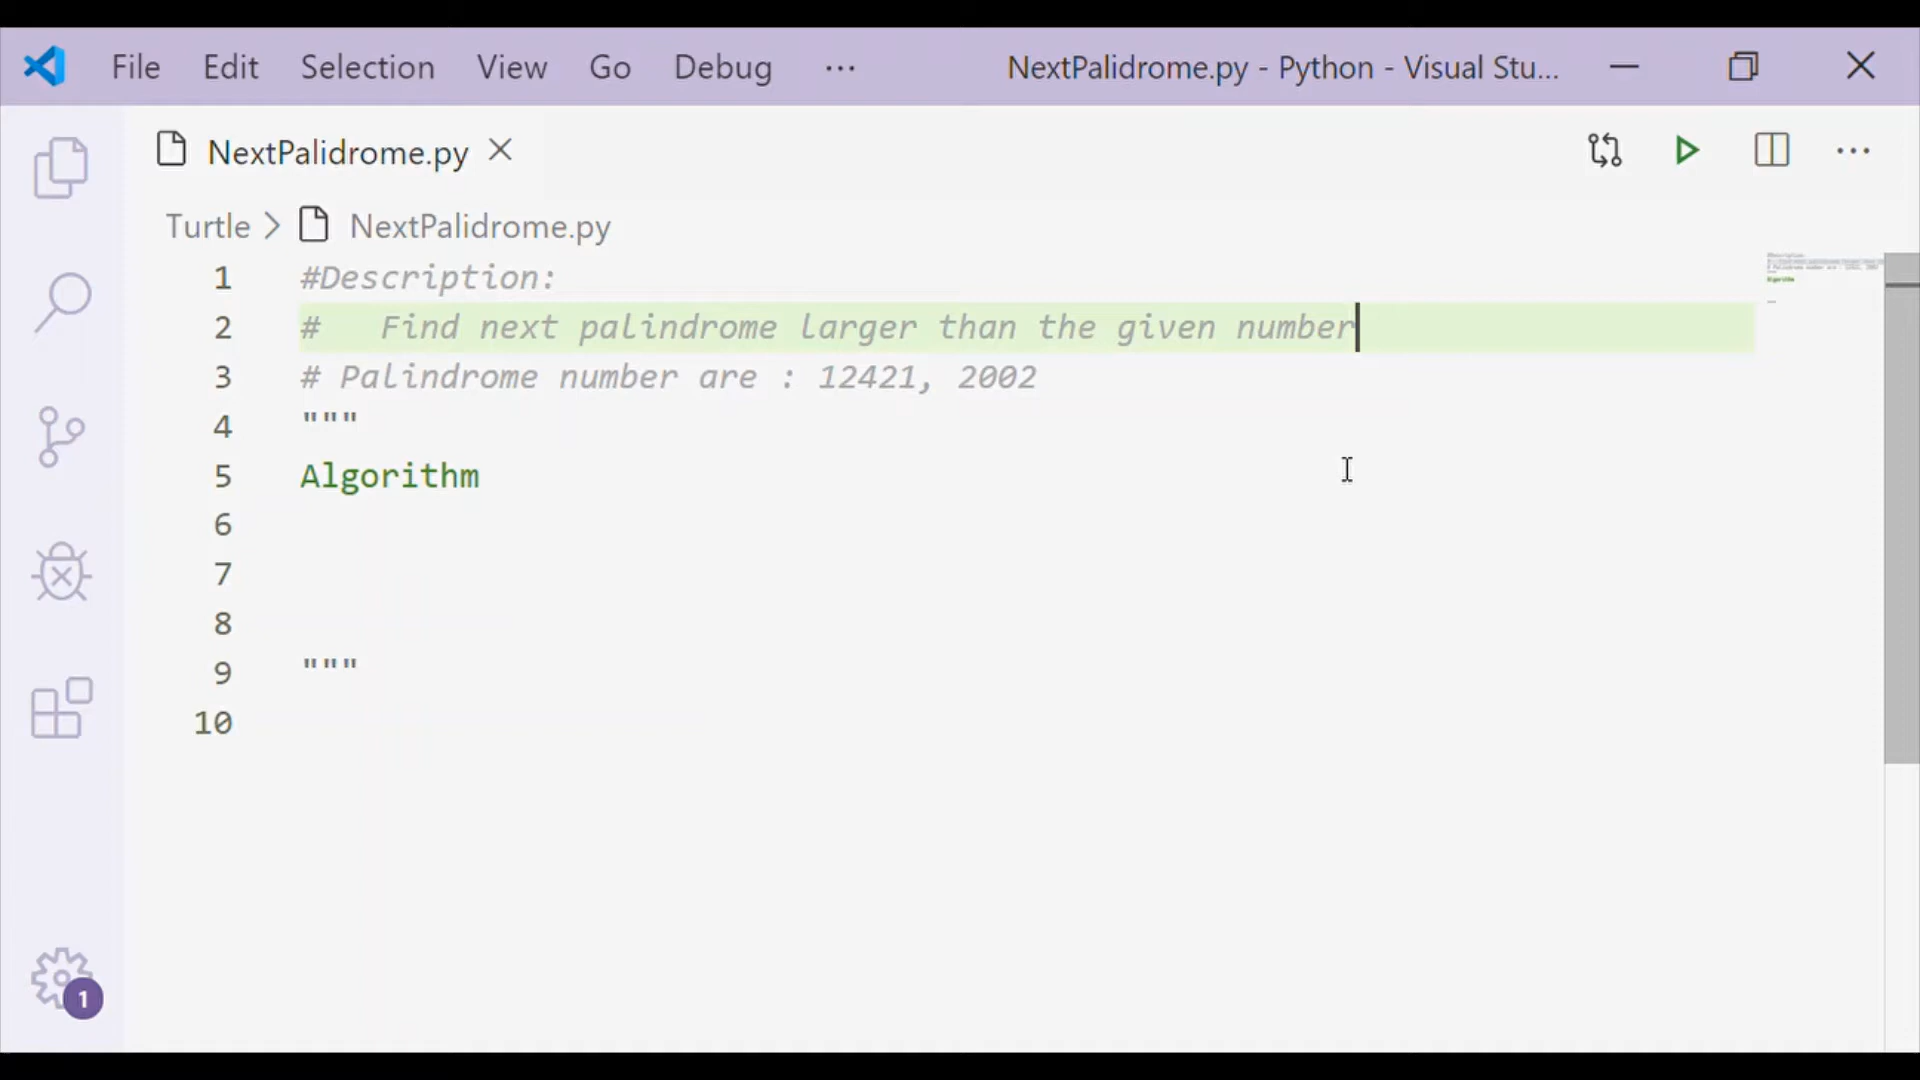 File Edit Selection View Go Debug ··· NextPalidrome.py - Python - Visual Stu...
NextPalidrome.py
Turtle > NextPalidrome.py
1 #Description:
2 #   Find next palindrome larger than the given number
3 # Palindrome number are : 12421, 2002
4 """
5 Algorithm
6
7
8
9 """
10
1